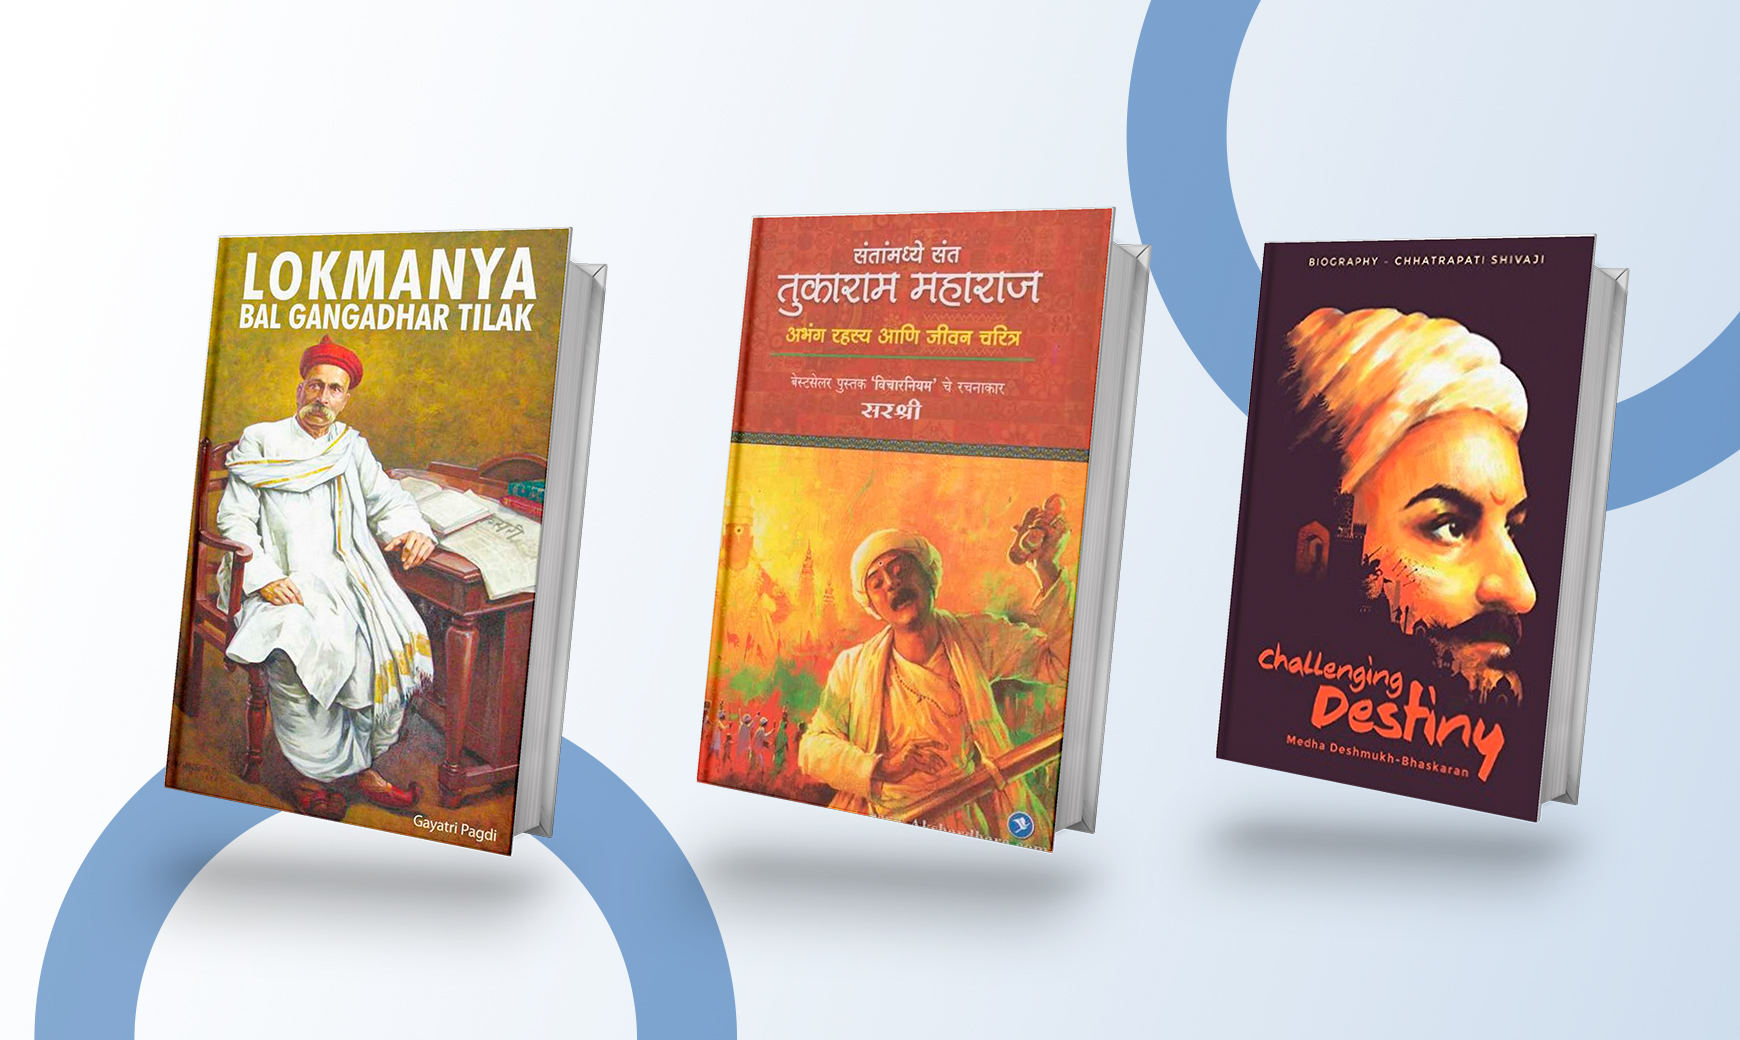 LOKMANYA
BAL GANGADHAR TILAK
Gayatri Pagdi
संतांमध्ये संत
तुकाराम महाराज
अभंग रहस्य आणि जीवन चरित्र
बेस्टसेलर पुस्तक ‘विचारनियम’ चे रचनाकार
सरश्री
BIOGRAPHY - CHHATRAPATI SHIVAJI
Challenging
Destiny
Medha Deshmukh-Bhaskaran